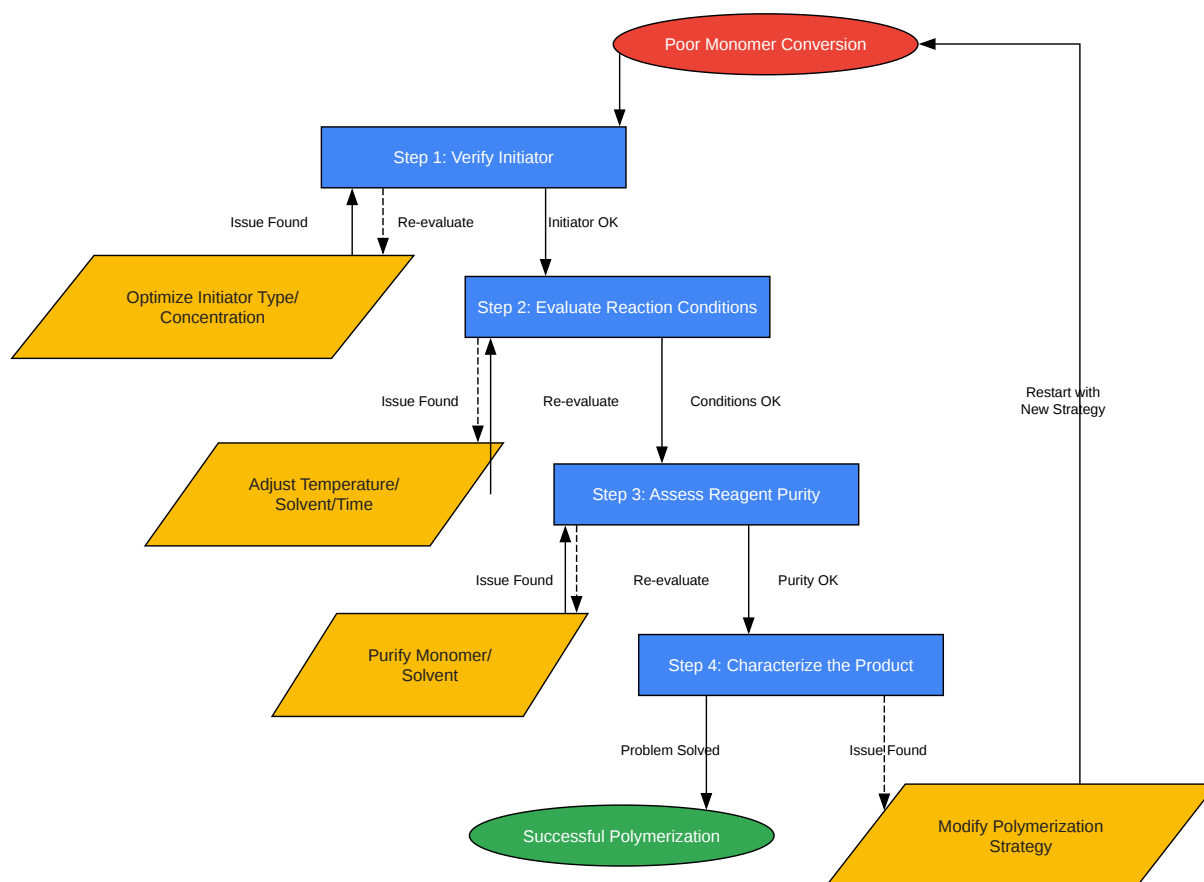 Poor Monomer Conversion
Step 1: Verify Initiator
Issue Found
Re-evaluate
Initiator OK
Optimize Initiator Type/
Concentration
Step 2: Evaluate Reaction Conditions
Issue Found
Re-evaluate
Conditions OK
Restart with
New Strategy
Adjust Temperature/
Solvent/Time
Step 3: Assess Reagent Purity
Issue Found
Re-evaluate
Purity OK
Purify Monomer/
Solvent
Step 4: Characterize the Product
Problem Solved
Issue Found
Successful Polymerization
Modify Polymerization
Strategy